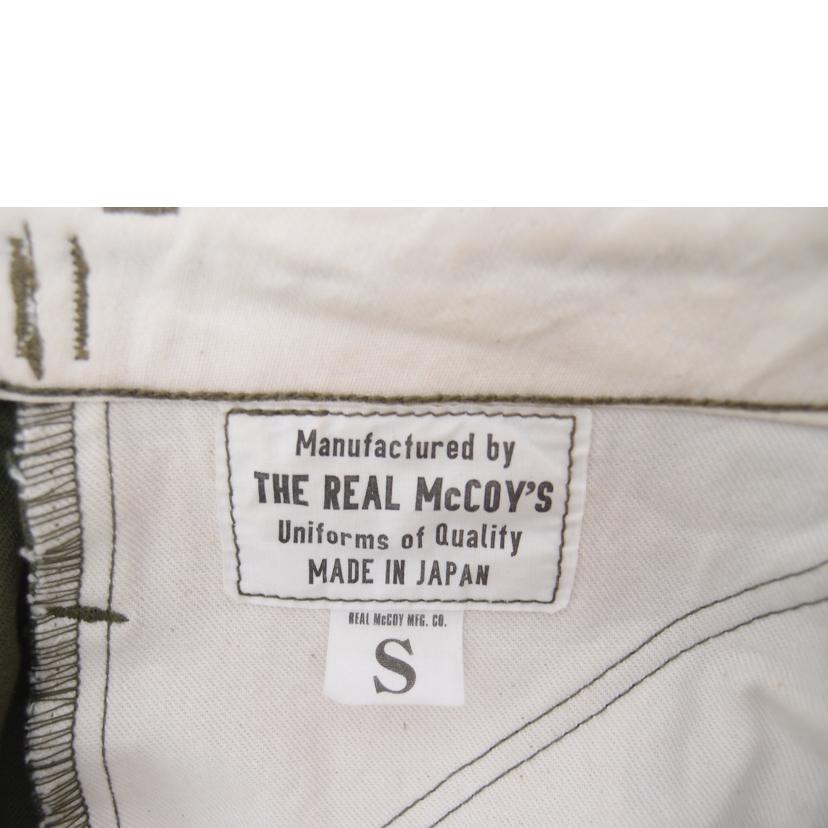 Manufactured by
THE REAL McCOY'S
Uniforms of Quality
MADE IN JAPAN
REAL McCOY MFG. CO.
S